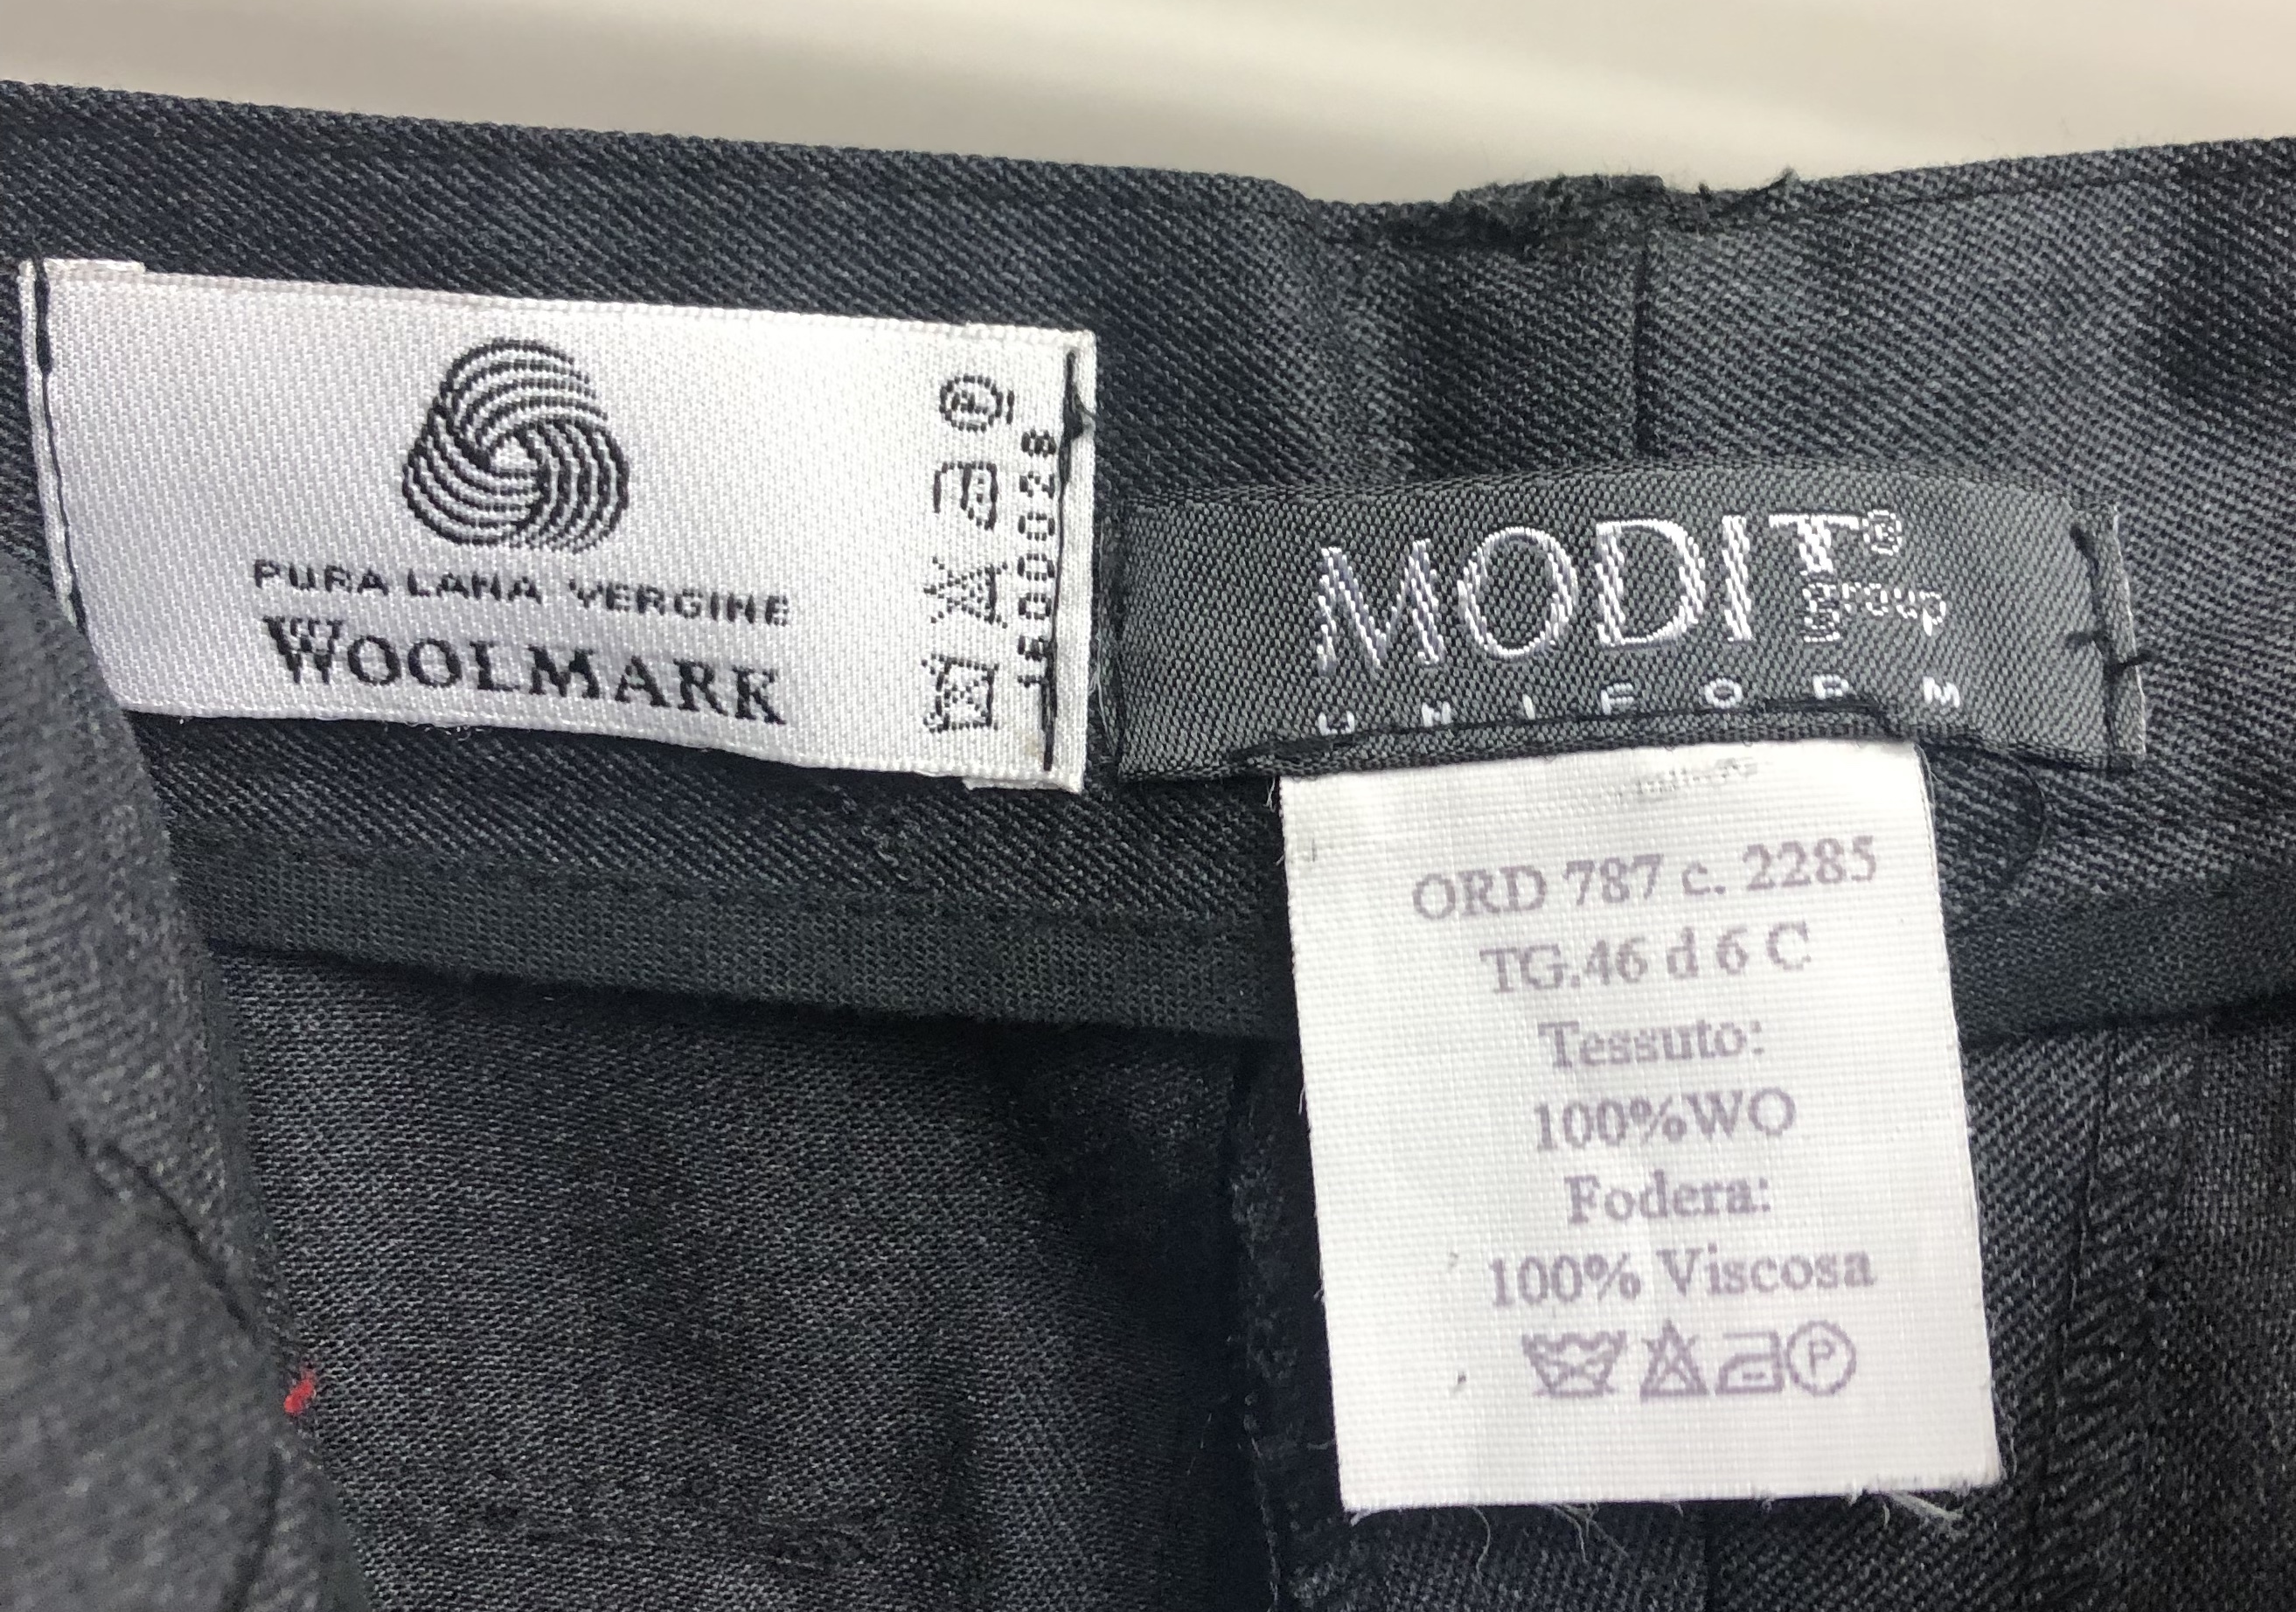 PURA LANA VERGINE
WOOLMARK
1500028
MODIT®
group
UNIFORM
ORD 787 c. 2285
TG.46 d 6 C
Tessuto:
100%WO
Fodera:
100% Viscosa
P